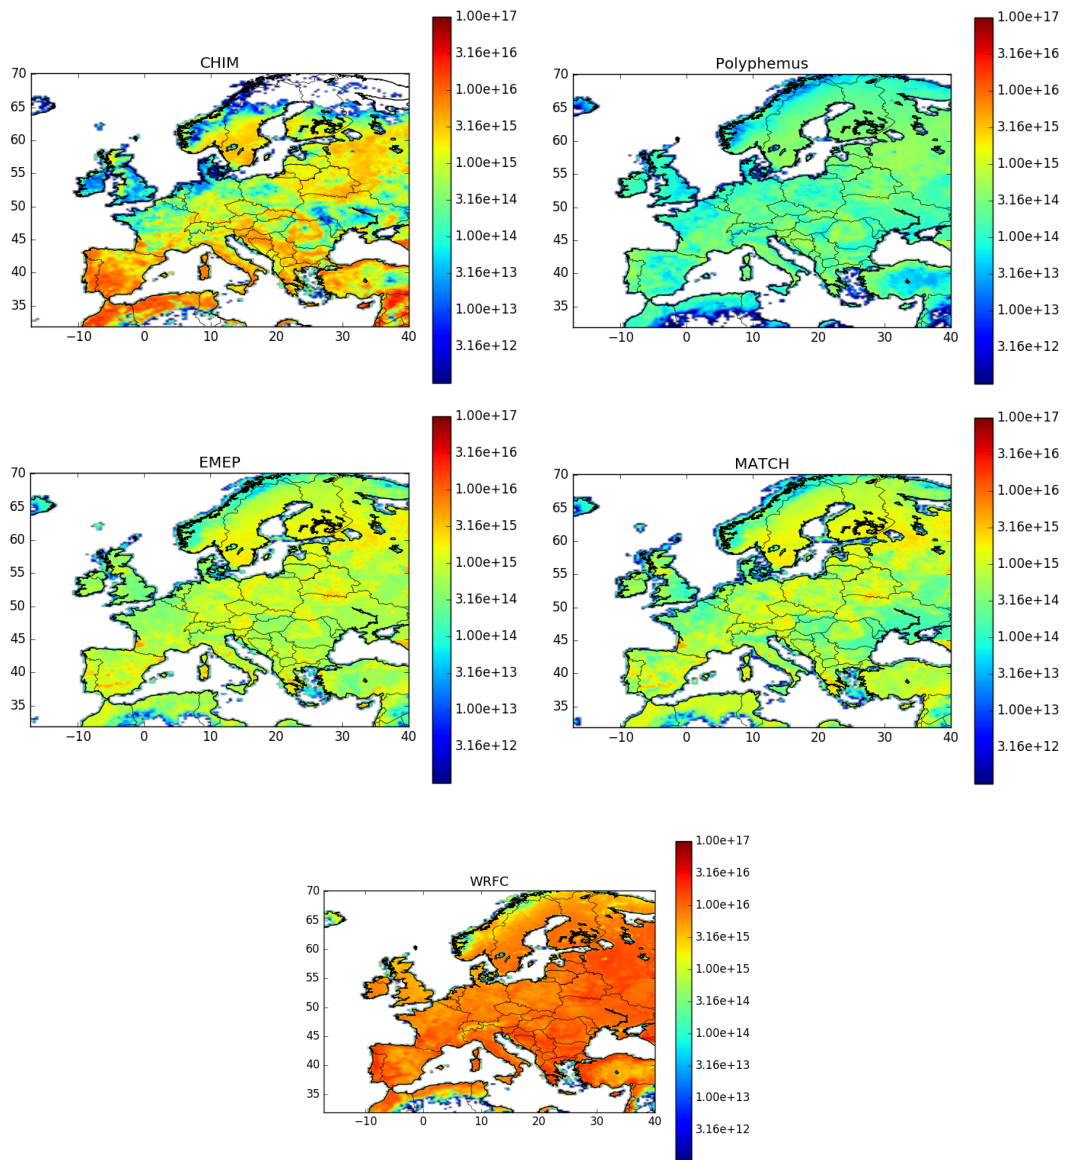 CHIM
70
65
60
55
50
45
40
35
−10 0 10 20 30 40
1.00e+17
3.16e+16
1.00e+16
3.16e+15
1.00e+15
3.16e+14
1.00e+14
3.16e+13
1.00e+13
3.16e+12
Polyphemus
70
65
60
55
50
45
40
35
−10 0 10 20 30 40
1.00e+17
3.16e+16
1.00e+16
3.16e+15
1.00e+15
3.16e+14
1.00e+14
3.16e+13
1.00e+13
3.16e+12
EMEP
70
65
60
55
50
45
40
35
−10 0 10 20 30 40
1.00e+17
3.16e+16
1.00e+16
3.16e+15
1.00e+15
3.16e+14
1.00e+14
3.16e+13
1.00e+13
3.16e+12
MATCH
70
65
60
55
50
45
40
35
−10 0 10 20 30 40
1.00e+17
3.16e+16
1.00e+16
3.16e+15
1.00e+15
3.16e+14
1.00e+14
3.16e+13
1.00e+13
3.16e+12
WRFC
70
65
60
55
50
45
40
35
−10 0 10 20 30 40
1.00e+17
3.16e+16
1.00e+16
3.16e+15
1.00e+15
3.16e+14
1.00e+14
3.16e+13
1.00e+13
3.16e+12